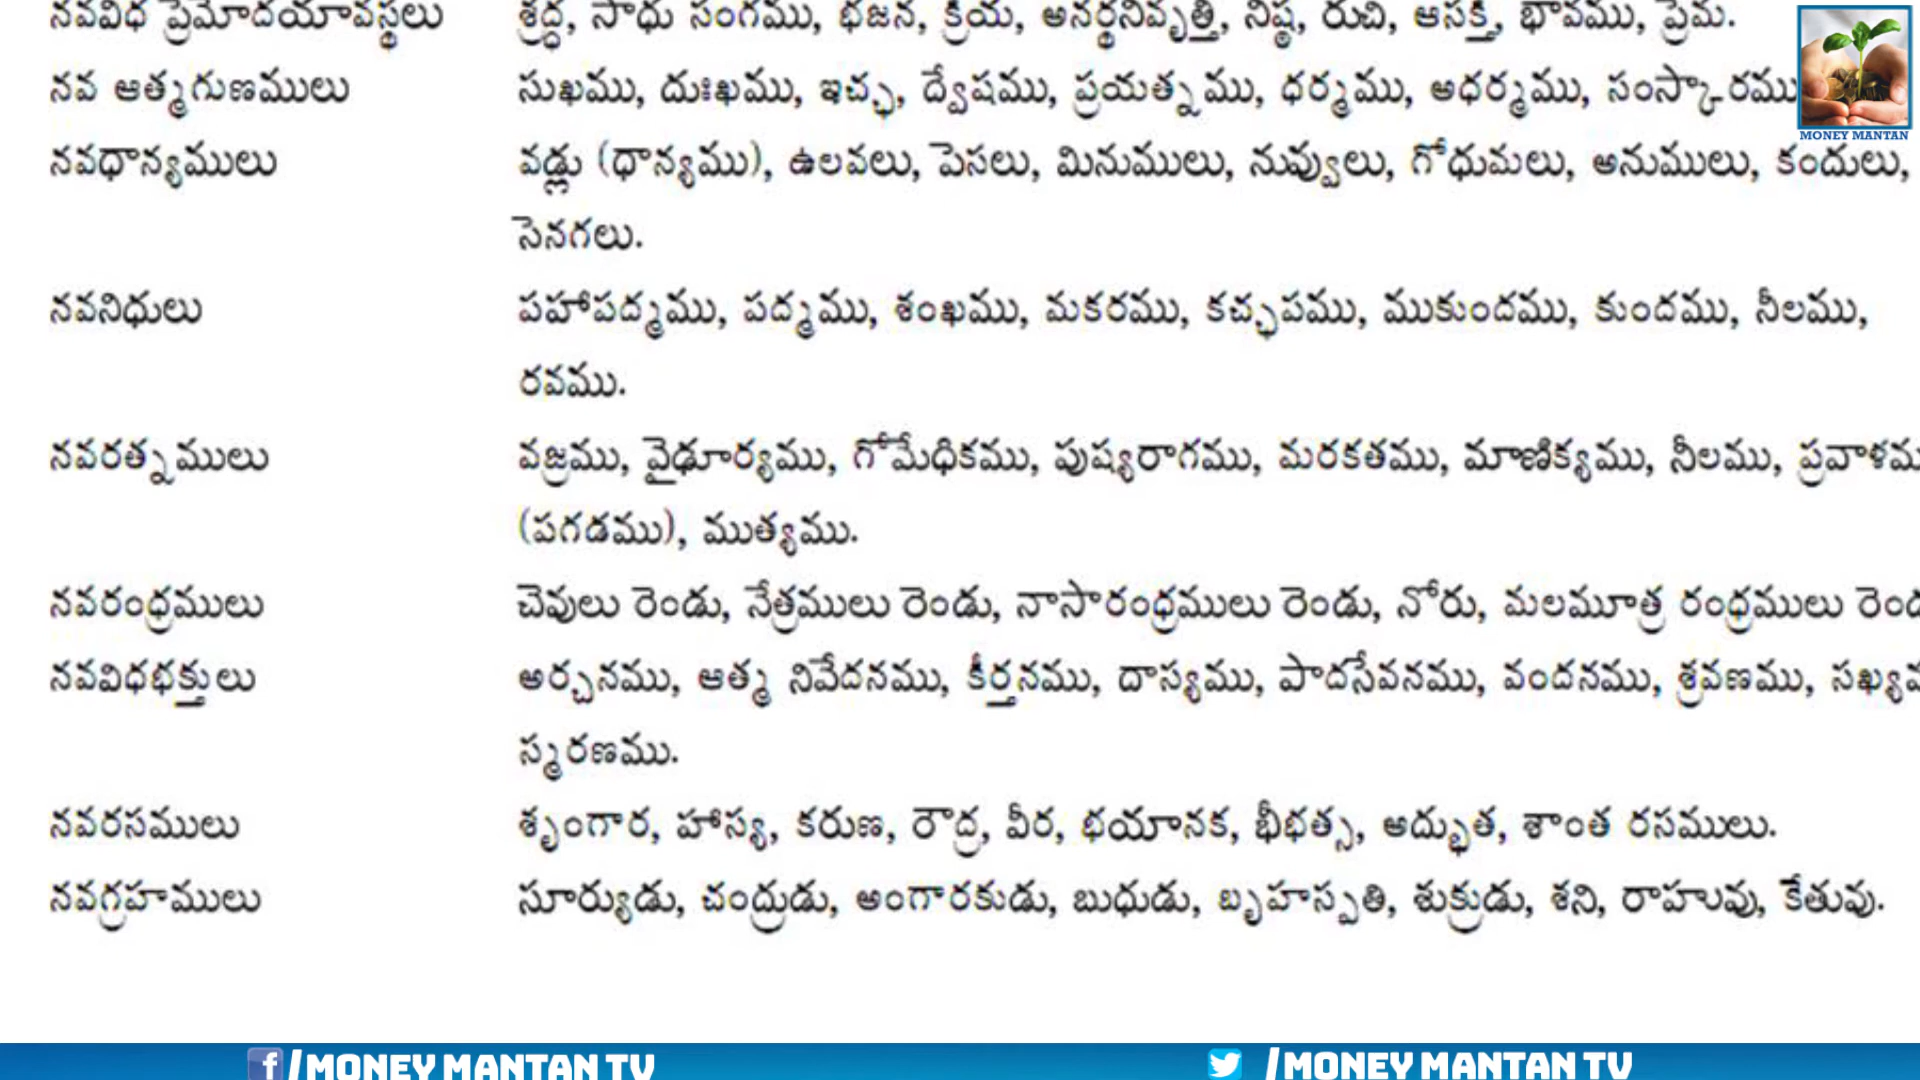 నవవిధ ప్రేమోదయావస్థలు శ్రద్ధ, సాధు సంగము, భజన, క్రియ, అనర్థనివృత్తి, నిష్ఠ, రుచి, ఆసక్తి, భావము, ప్రేమ.
నవ ఆత్మగుణములు సుఖము, దుఃఖము, ఇచ్ఛ, ద్వేషము, ప్రయత్నము, ధర్మము, అధర్మము, సంస్కారము
MONEY MANTAN
నవధాన్యములు వడ్లు (ధాన్యము), ఉలవలు, పెసలు, మినుములు, నువ్వులు, గోధుమలు, అనుములు, కందులు,
సెనగలు.
నవనిధులు పహాపద్మము, పద్మము, శంఖము, మకరము, కచ్ఛపము, ముకుందము, కుందము, నీలము,
రవము.
నవరత్నములు వజ్రము, వైఢూర్యము, గోమేధికము, పుష్యరాగము, మరకతము, మాణిక్యము, నీలము,
(పగడము), ముత్యము.
నవరంధ్రములు చెవులు రెండు, నేత్రములు రెండు, నాసారంధ్రములు రెండు, నోరు, మలమూత్ర రంధ్రములు
నవవిధభక్తులు అర్చనము, ఆత్మ నివేదనము, కీర్తనము, దాస్యము, పాదసేవనము, వందనము, శ్రవణము,
స్మరణము.
నవరసములు శృంగార, హాస్య, కరుణ, రౌద్ర, వీర, భయానక, భీభత్స, అద్భుత, శాంత రసములు.
నవగ్రహములు సూర్యుడు, చంద్రుడు, అంగారకుడు, బుధుడు, బృహస్పతి, శుక్రుడు, శని, రాహువు, కేతువు.
f /MONEY MANTAN TV /MONEY MANTAN TV